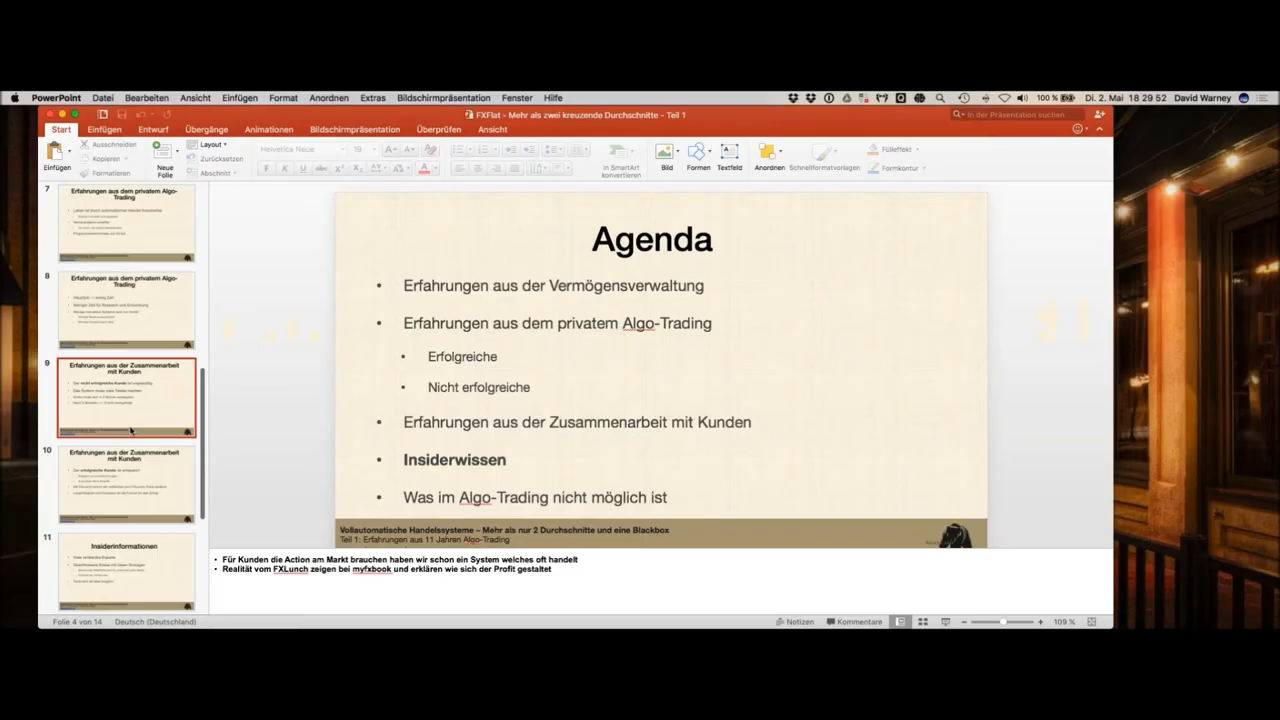 PowerPoint Datei Bearbeiten Ansicht Einfügen Format Anordnen Extras Bildschirmpräsentation Fenster Hilfe 100 % Di. 2. Mai 18 29 52 David Warney
FXFlat - Mehr als zwei kreuzende Durchschnitte - Teil 1
In der Präsentation suchen
Start Einfügen Entwurf Übergänge Animationen Bildschirmpräsentation Überprüfen Ansicht
Einfügen
Ausschneiden
Kopieren
Formatieren
Neue Folie
Layout
Zurücksetzen
Abschnitt
Helvetica Neue
in SmartArt konvertieren
Bild
Formen
Textfeld
Anordnen
Schnellformatvorlagen
Fülleffekt
Formkontur
7
Erfahrungen aus dem privatem Algo-
Trading
8
Erfahrungen aus dem privatem Algo-
Trading
9
Erfahrungen aus der Zusammenarbeit
mit Kunden
10
Erfahrungen aus der Zusammenarbeit
mit Kunden
11
Insiderinformationen
Agenda
• Erfahrungen aus der Vermögensverwaltung
• Erfahrungen aus dem privatem Algo-Trading
• Erfolgreiche
• Nicht erfolgreiche
• Erfahrungen aus der Zusammenarbeit mit Kunden
• Insiderwissen
• Was im Algo-Trading nicht möglich ist
Vollautomatische Handelssysteme – Mehr als nur 2 Durchschnitte und eine Blackbox
Teil 1: Erfahrungen aus 11 Jahren Algo-Trading
• Für Kunden die Action am Markt brauchen haben wir schon ein System welches oft handelt
• Realität vom FXLunch zeigen bei myfxbook und erklären wie sich der Profit gestaltet
Folie 4 von 14 Deutsch (Deutschland) Notizen Kommentare 109 %